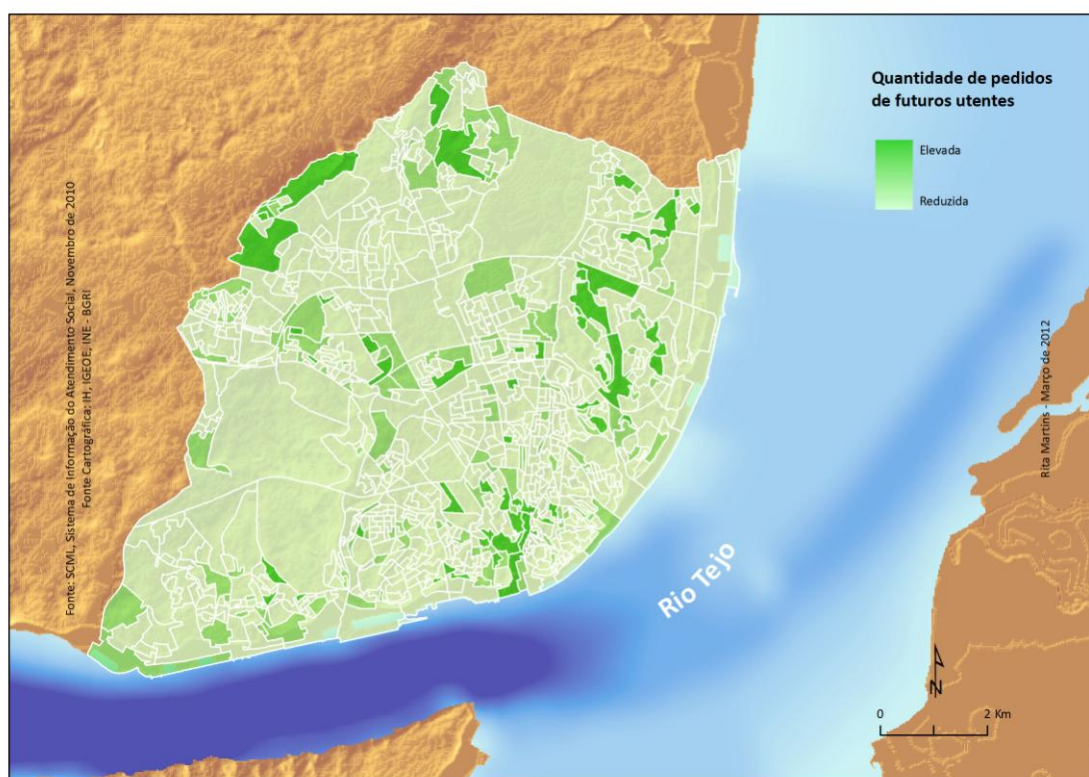 Quantidade de pedidos
de futuros utentes
Elevada
Reduzida
Fonte: SCML, Sistema de Informação do Atendimento Social, Novembro de 2010
Fonte Cartográfica: IH, IGEOE, INE - BGRI
Rita Martins - Março de 2012
Rio Tejo
N
0 2 Km